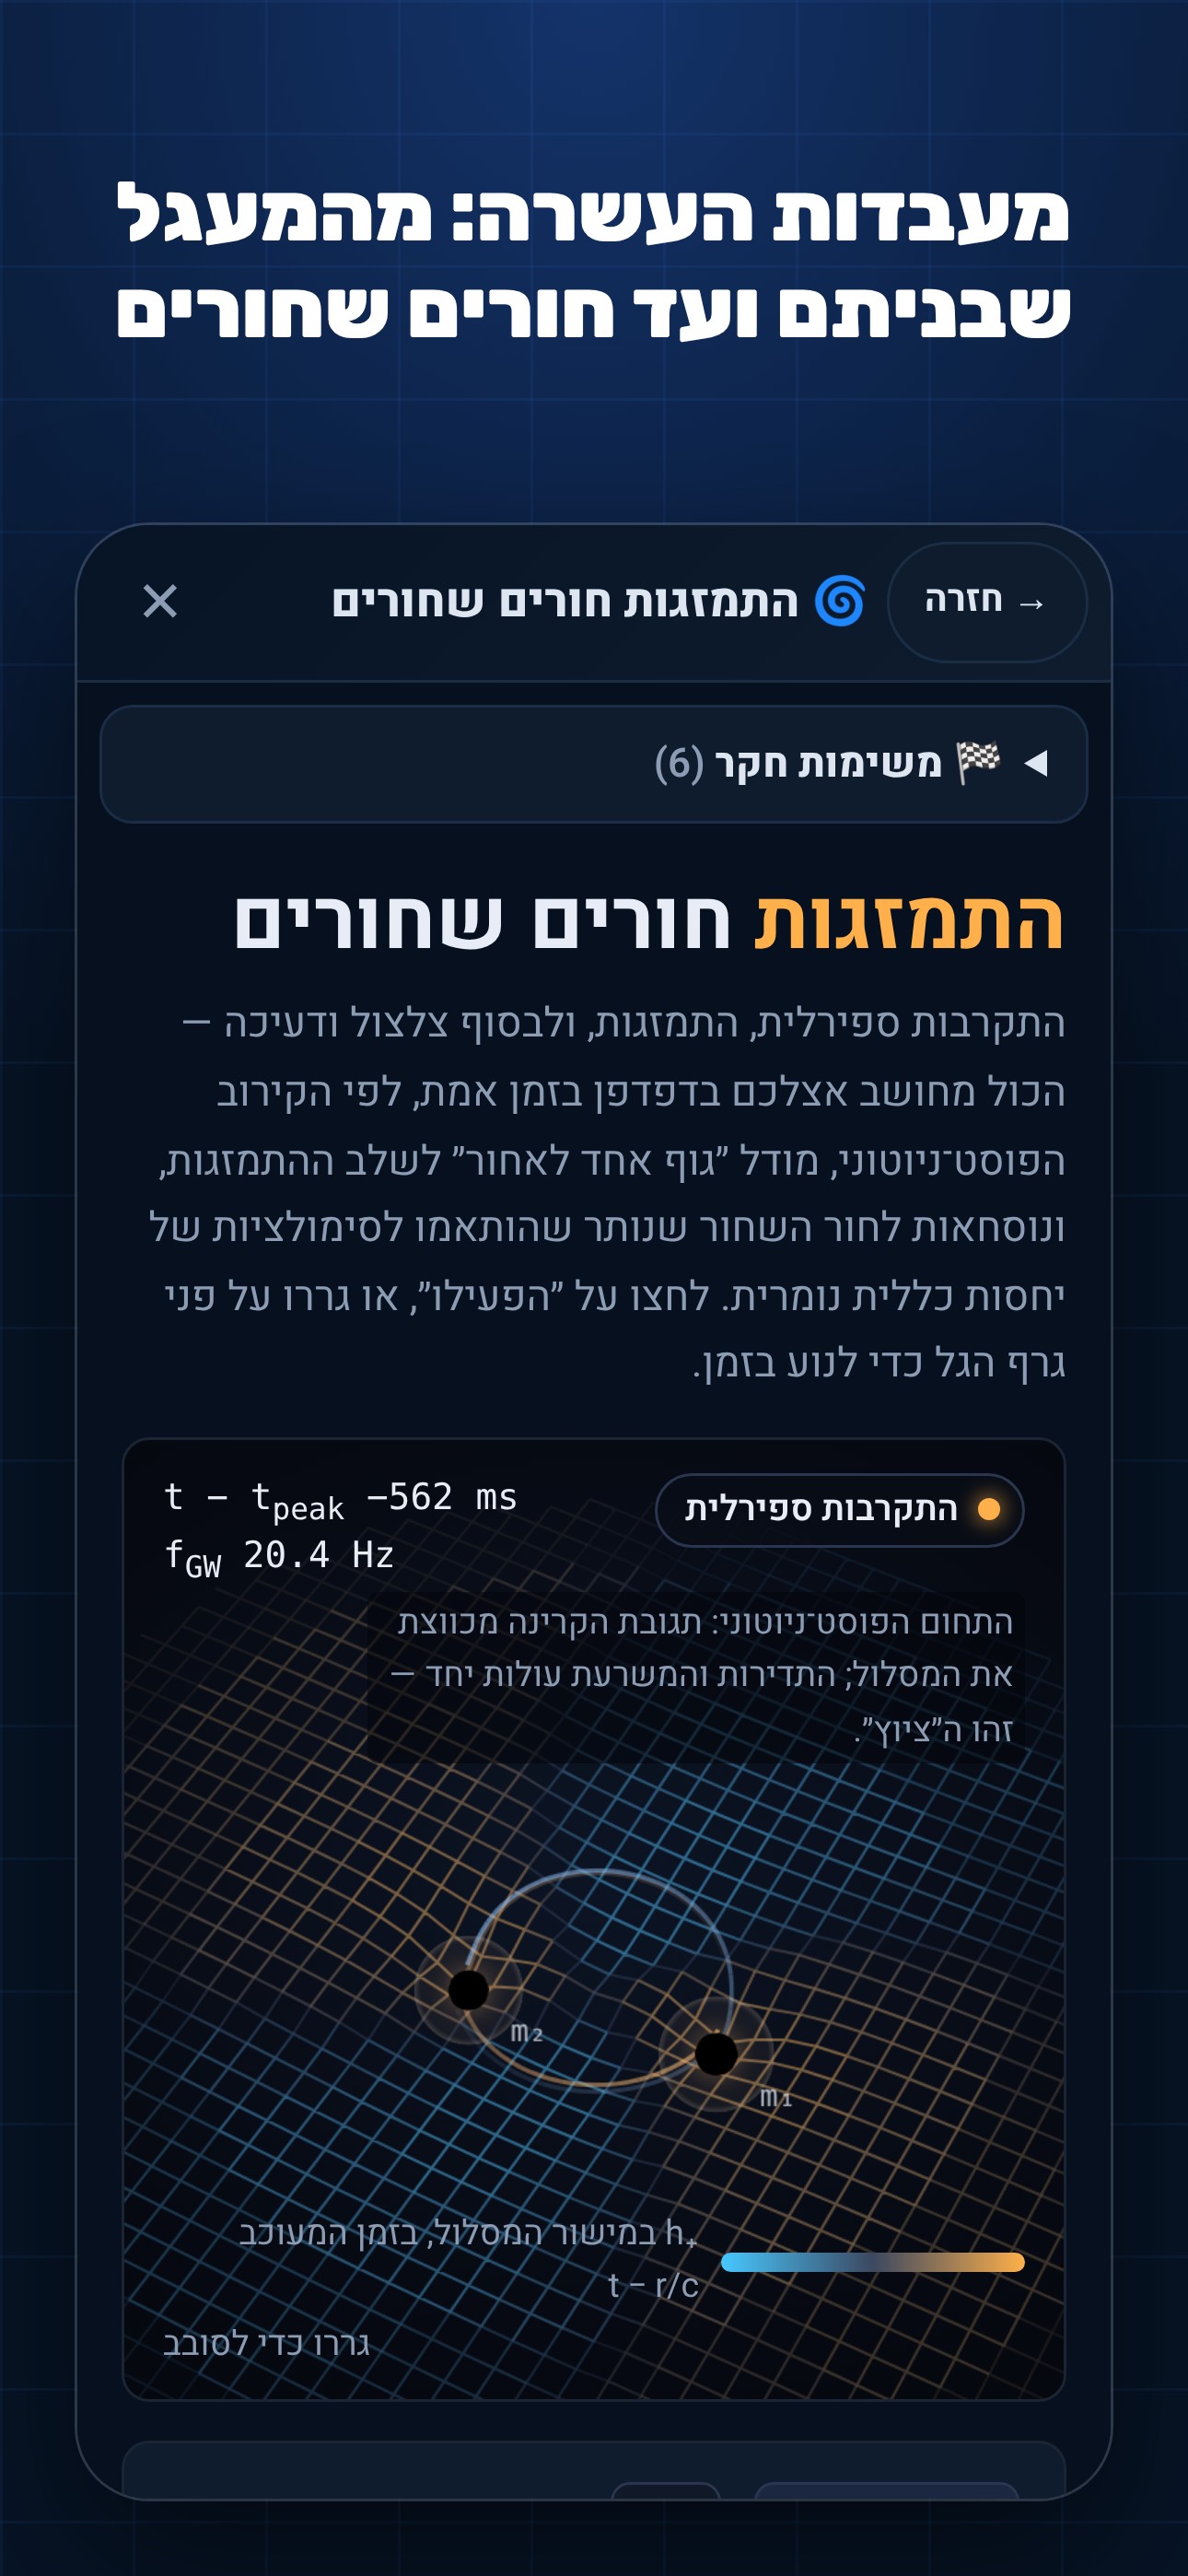 מעבדות העשרה: מהמעגל
שבניתם ועד חורים שחורים
→ חזרה
🌀 התמזגות חורים שחורים
✕
◀ 🏁 משימות חקר (6)
התמזגות חורים שחורים
התקרבות ספירלית, התמזגות, ולבסוף צלצול ודעיכה —
הכול מחושב אצלכם בדפדפן בזמן אמת, לפי הקירוב
הפוסט־ניוטוני, מודל ״גוף אחד לאחור״ לשלב ההתמזגות,
ונוסחאות לחור השחור שנותר שהותאמו לסימולציות של
יחסות כללית נומרית. לחצו על ״הפעילו״, או גררו על פני
גרף הגל כדי לנוע בזמן.
התקרבות ספירלית
t − t_peak −562 ms
f_GW 20.4 Hz
התחום הפוסט־ניוטוני: תגובת הקרינה מכווצת
את המסלול; התדירות והמשרעת עולות יחד —
זהו ה״ציוץ״.
m₂
m₁
h₊ במישור המסלול, בזמן המעוכב
t − r/c
גררו כדי לסובב